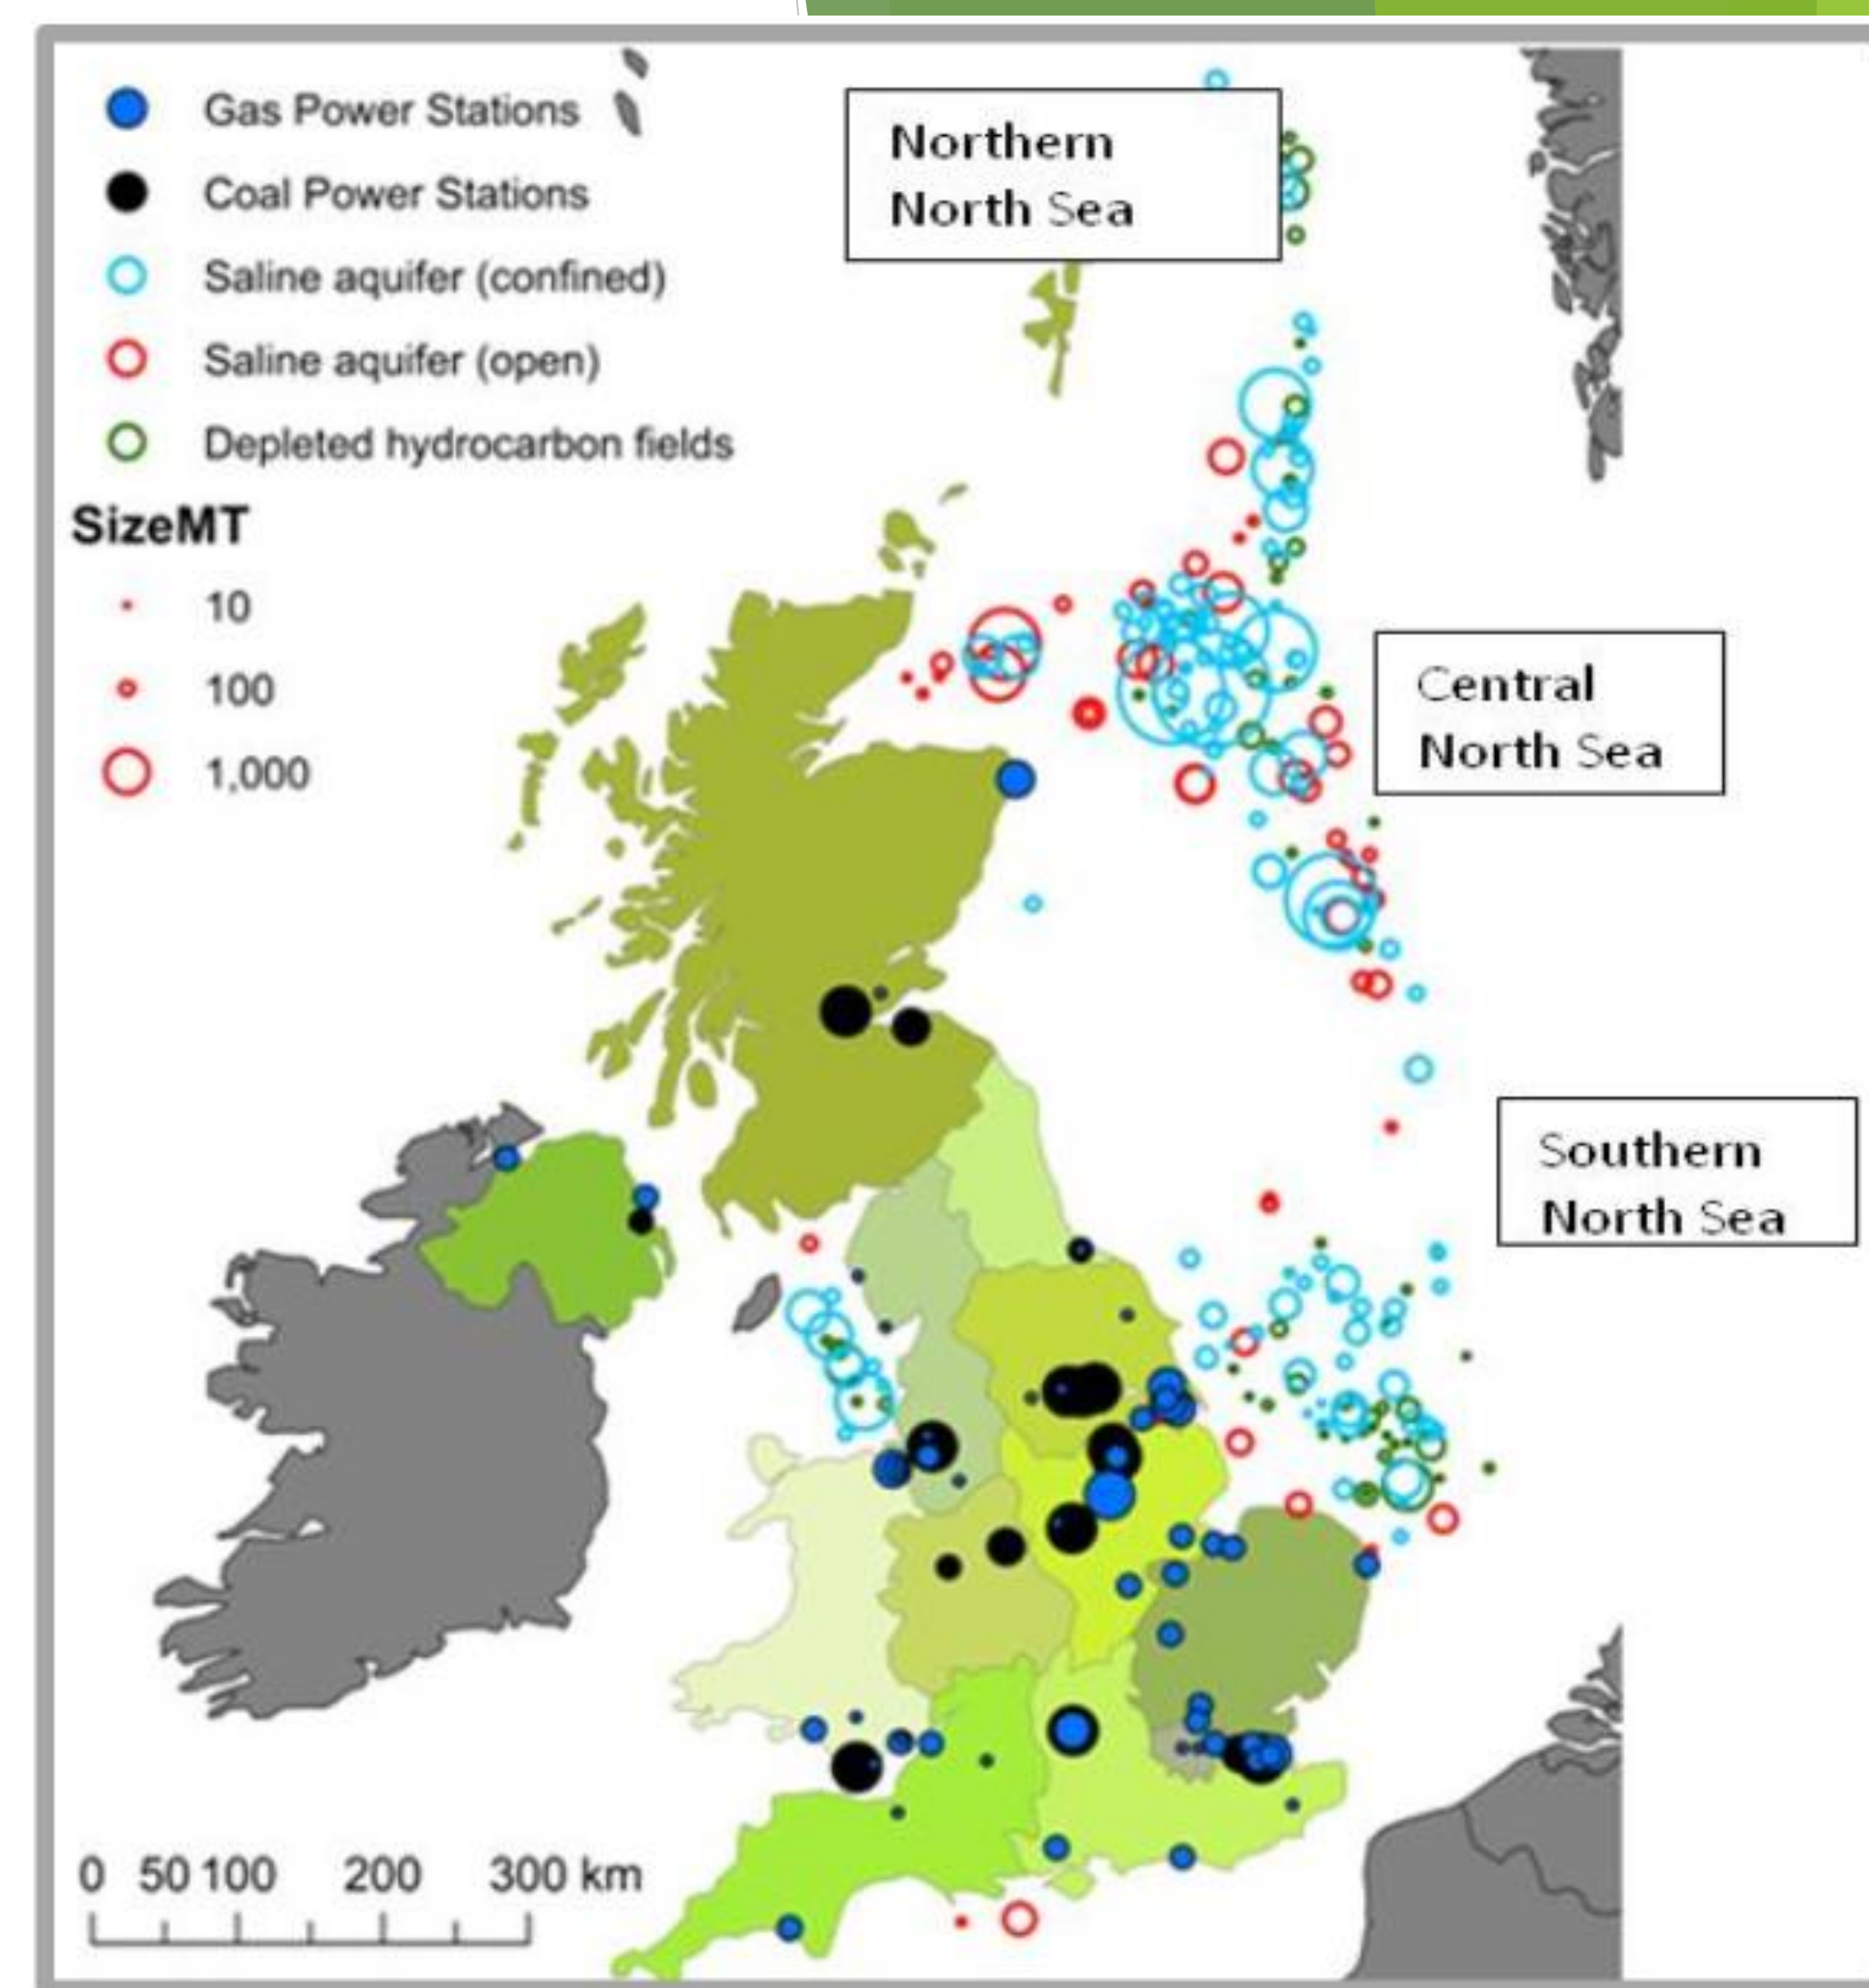 Gas Power Stations
Coal Power Stations
Saline aquifer (confined)
Saline aquifer (open)
Depleted hydrocarbon fields
SizeMT
10
100
1,000
Northern
North Sea
Central
North Sea
Southern
North Sea
0 50 100 200 300 km